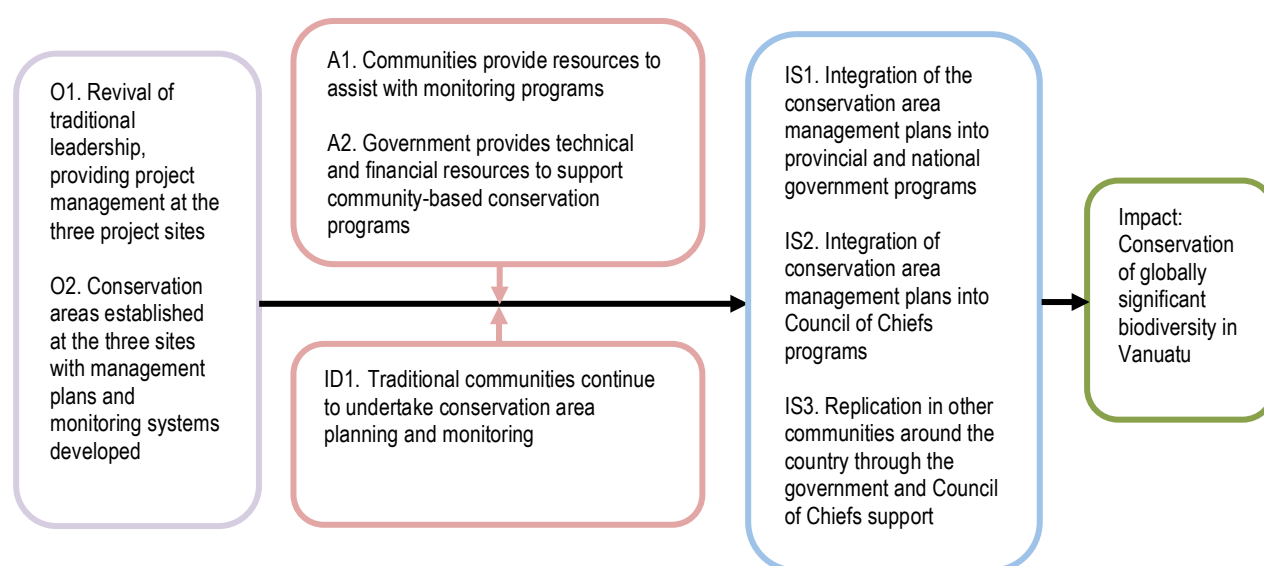 O1. Revival of
traditional
leadership,
providing project
management at the
three project sites
O2. Conservation
areas established
at the three sites
with management
plans and
monitoring systems
developed
A1. Communities provide resources to
assist with monitoring programs
A2. Government provides technical
and financial resources to support
community-based conservation
programs
ID1. Traditional communities continue
to undertake conservation area
planning and monitoring
IS1. Integration of the
conservation area
management plans into
provincial and national
government programs
IS2. Integration of
conservation area
management plans into
Council of Chiefs
programs
IS3. Replication in other
communities around the
country through the
government and Council
of Chiefs support
Impact:
Conservation
of globally
significant
biodiversity in
Vanuatu